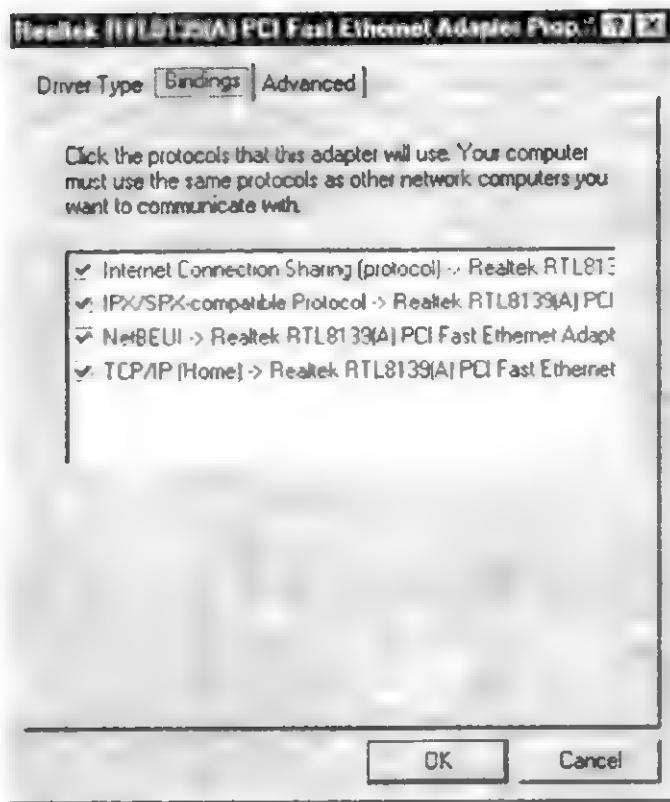 Realtek RTL8139(A) PCI Fast Ethernet Adapter Prop...
Driver Type Bindings Advanced
Click the protocols that this adapter will use. Your computer
must use the same protocols as other network computers you
want to communicate with.
Internet Connection Sharing (protocol) -> Realtek RTL813
IPX/SPX-compatible Protocol -> Realtek RTL8139(A) PCI
NetBEUI -> Realtek RTL8139(A) PCI Fast Ethernet Adapt
TCP/IP (Home) -> Realtek RTL8139(A) PCI Fast Ethernet
OK Cancel